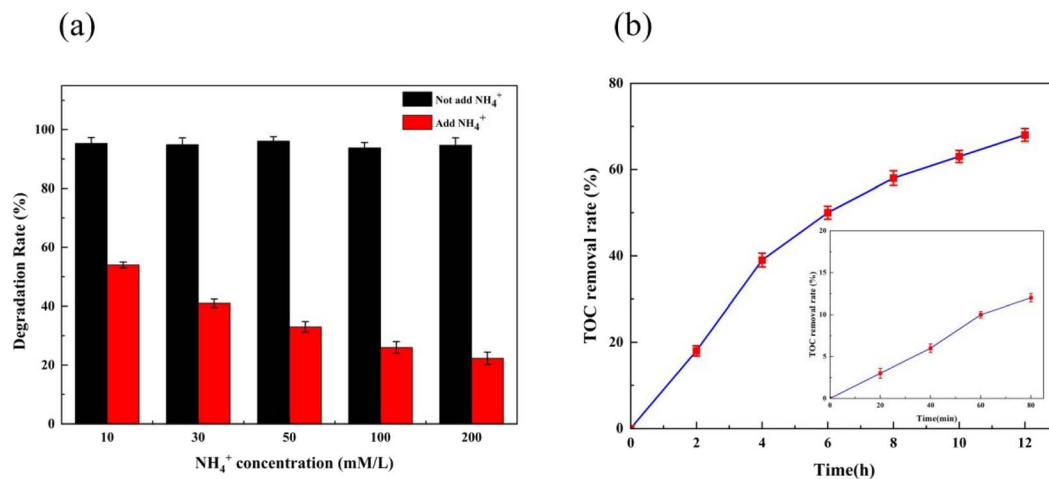 (a)
Degradation Rate (%)
100
80
60
40
20
0
Not add NH₄⁺
Add NH₄⁺
10 30 50 100 200
NH₄⁺ concentration (mM/L)
(b)
TOC removal rate (%)
80
60
40
20
0
0 2 4 6 8 10 12
Time(h)
TOC removal rate (%)
20
15
10
5
0
0 20 40 60 80
Time(min)